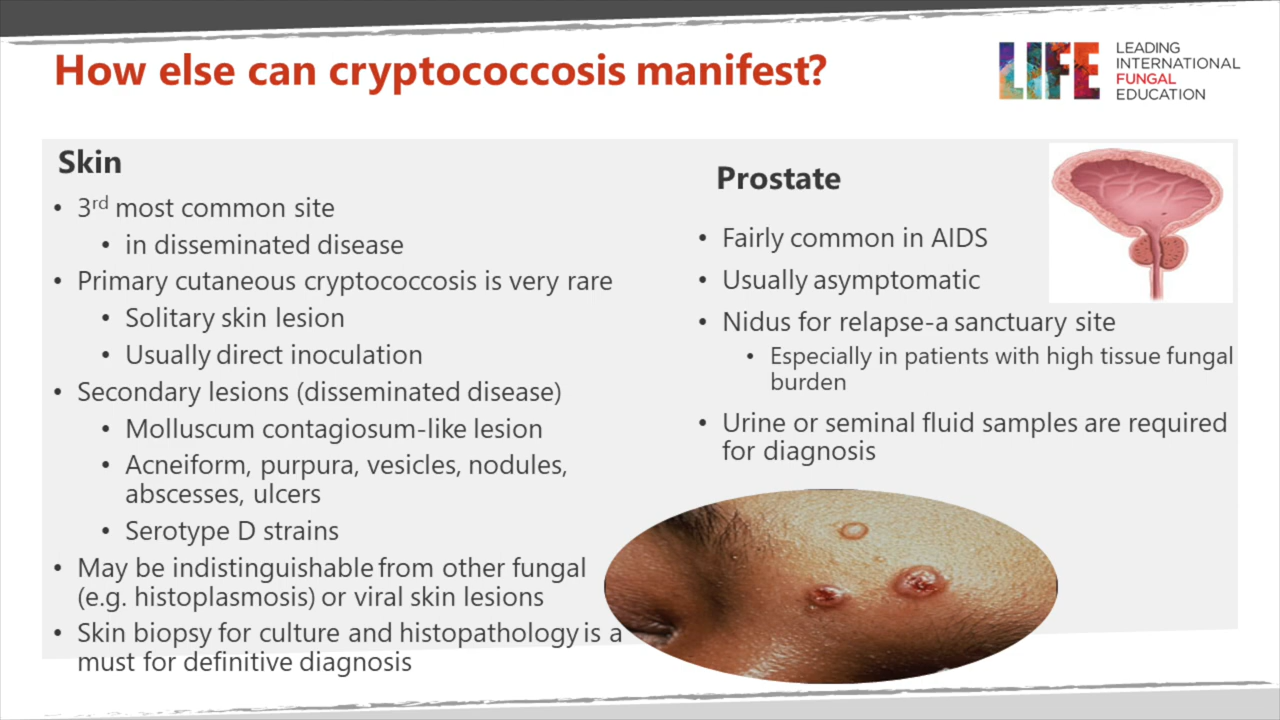 How else can cryptococcosis manifest?
LIFE
LEADING
INTERNATIONAL
FUNGAL
EDUCATION
Skin
• 3rd most common site
• in disseminated disease
• Primary cutaneous cryptococcosis is very rare
• Solitary skin lesion
• Usually direct inoculation
• Secondary lesions (disseminated disease)
• Molluscum contagiosum-like lesion
• Acneiform, purpura, vesicles, nodules,
abscesses, ulcers
• Serotype D strains
• May be indistinguishable from other fungal
(e.g. histoplasmosis) or viral skin lesions
• Skin biopsy for culture and histopathology is a
must for definitive diagnosis
Prostate
• Fairly common in AIDS
• Usually asymptomatic
• Nidus for relapse-a sanctuary site
• Especially in patients with high tissue fungal
burden
• Urine or seminal fluid samples are required
for diagnosis